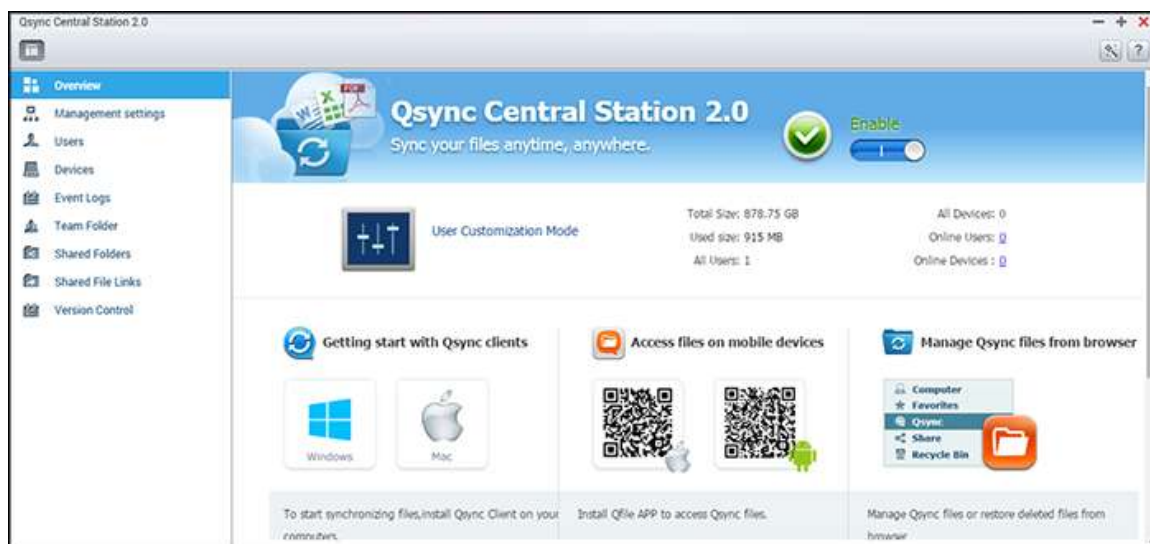 Qsync Central Station 2.0
Overview
Management settings
Users
Devices
Event Logs
Team Folder
Shared Folders
Shared File Links
Version Control
Qsync Central Station 2.0
Sync your files anytime, anywhere.
Enable
User Customization Mode
Total Size: 878.75 GB
Used size: 915 MB
All Users: 1
All Devices: 0
Online Users: 0
Online Devices : 0
Getting start with Qsync clients
Windows
Mac
To start synchronizing files,install Qsync Client on your
computers.
Access files on mobile devices
Install Qfile APP to access Qsync files.
Manage Qsync files from browser
Computer
Favorites
Qsync
Share
Recycle Bin
Manage Qsync files or restore deleted files from
browser